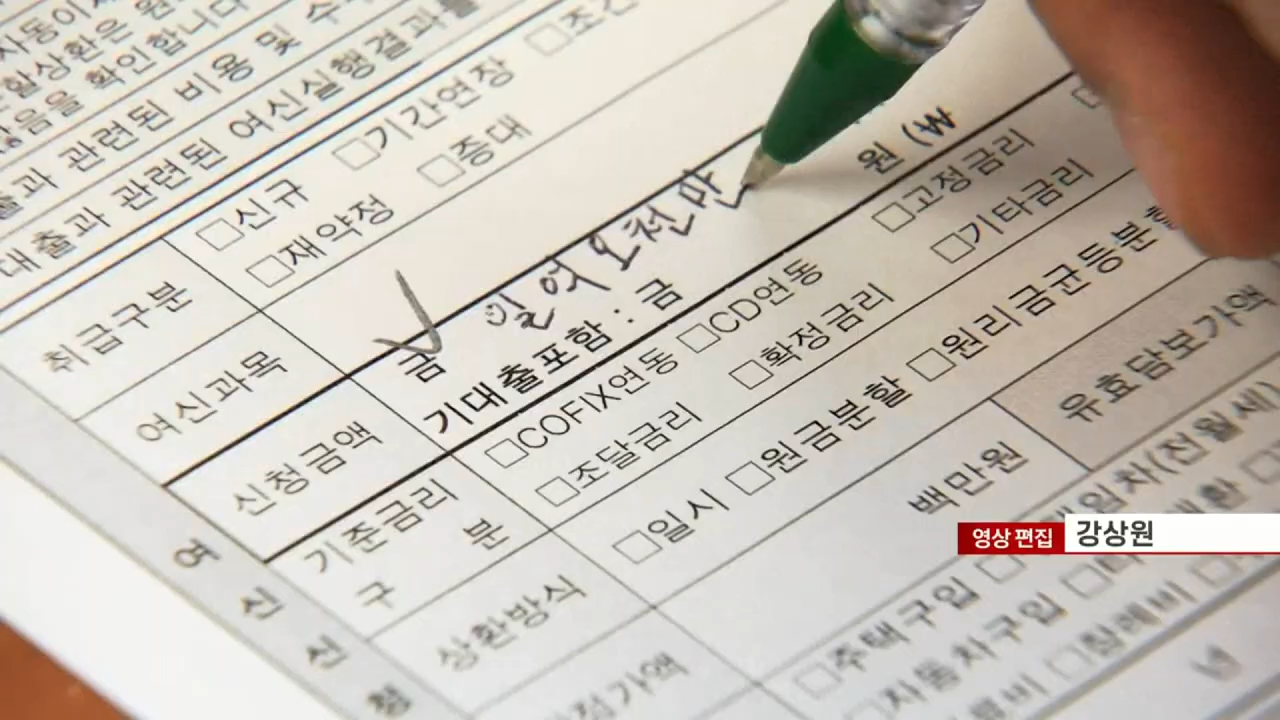 할상환은 원
않음을 확인합니다
출과 관련된 비용 및 수
대출과 관련된 여신실행결과를
취급구분 □신규 □기간연장 □조건
□재약정 □증대
여신과목
신청금액 금 일억오천만 원 (₩
기대출포함 : 금
기준금리 구분 □COFIX연동 □CD연동 □고정금리
□조달금리 □확정금리 □기타금리
상환방식 □일시 □원금분할 □원리금균등분할
백만원 유효담보가액
여신신청
□주택구입 □임차(전월세)
□자동차구입
□장례비
년
영상 편집 강상원